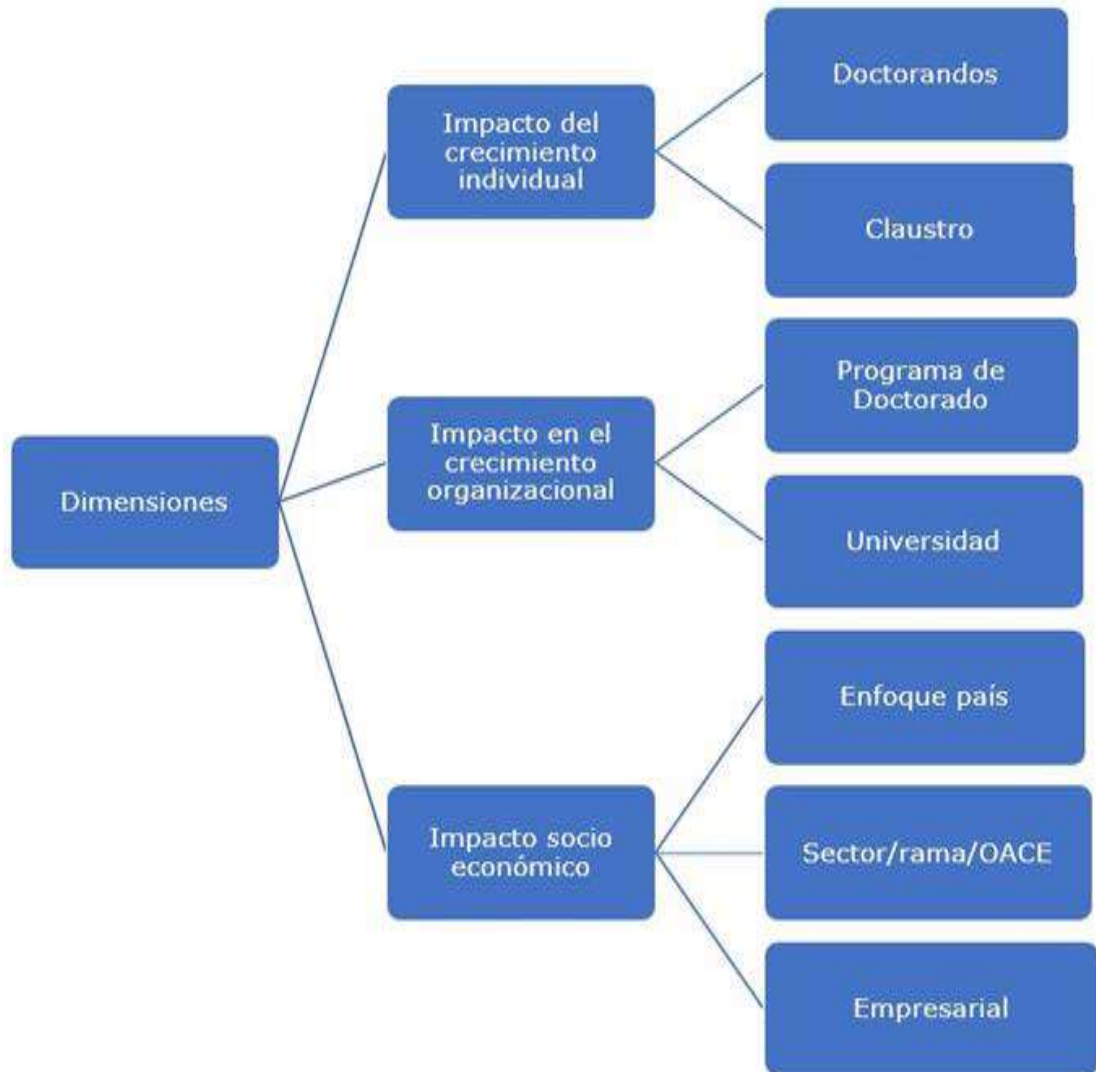 Dimensiones
Impacto del
crecimiento
individual
Doctorandos
Claustro
Impacto en el
crecimiento
organizacional
Programa de
Doctorado
Universidad
Impacto socio
económico
Enfoque país
Sector/rama/OACE
Empresarial